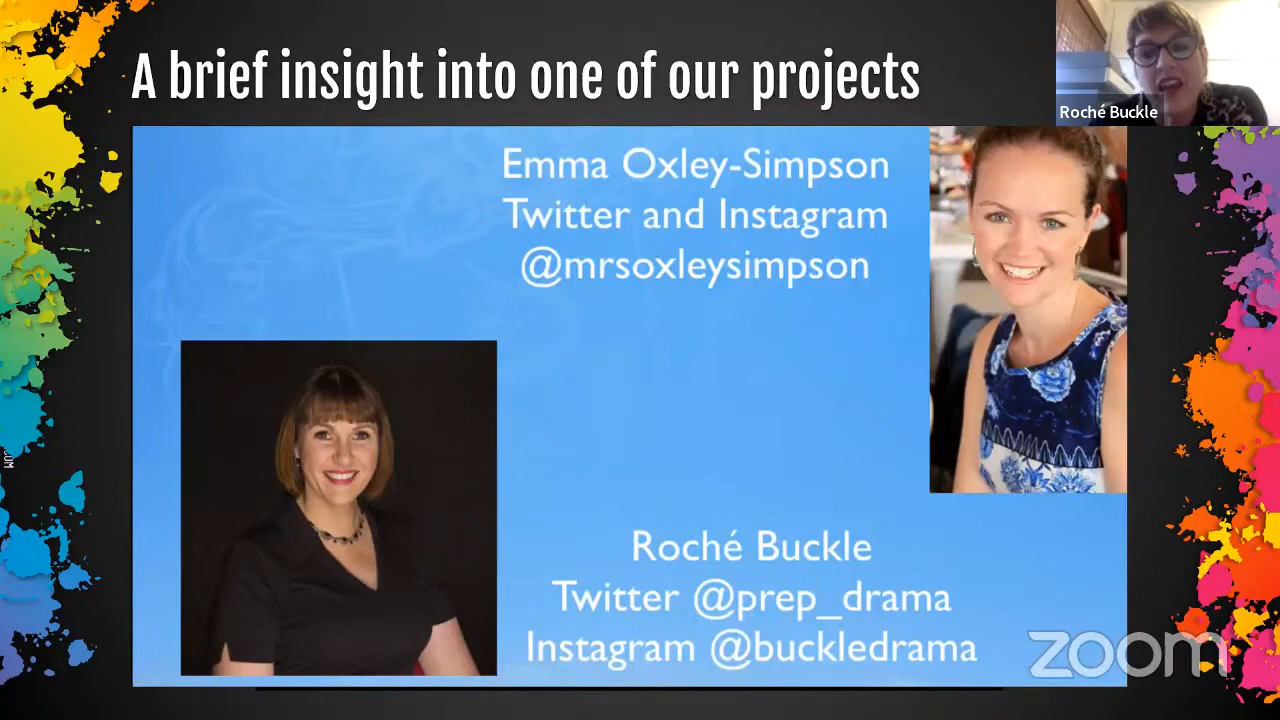 A brief insight into one of our projects
Roché Buckle
Emma Oxley-Simpson
Twitter and Instagram
@mrsoxleysimpson
Roché Buckle
Twitter @prep_drama
Instagram @buckledrama
zoom